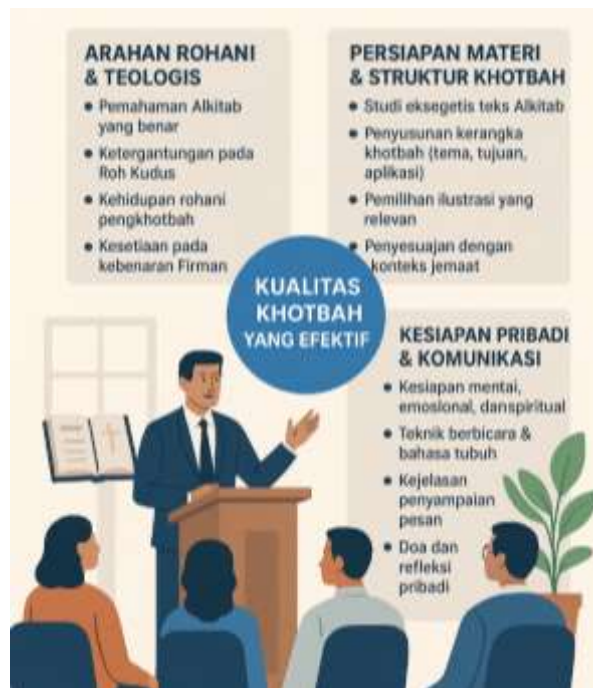 ARAHAN ROHANI
& TEOLOGIS
• Pemahaman Alkitab
yang benar
• Ketergantungan pada
Roh Kudus
• Kehidupan rohani
pengkhotbah
• Kesetiaan pada
kebenaran Firman
PERSIAPAN MATERI
& STRUKTUR KHOTBAH
• Studi eksegetis teks Alkitab
• Penyusunan kerangka
khotbah (tema, tujuan,
aplikasi)
• Pemilihan ilustrasi yang
relevan
• Penyesuajan dengan
konteks jemaat
KUALITAS
KHOTBAH
YANG EFEKTIF
KESIAPAN PRIBADI
& KOMUNIKASI
• Kesiapan mental,
emosional, danspiritual
• Teknik berbicara &
bahasa tubuh
• Kejelasan
penyampaian
pesan
• Doa dan
refleksi
pribadi